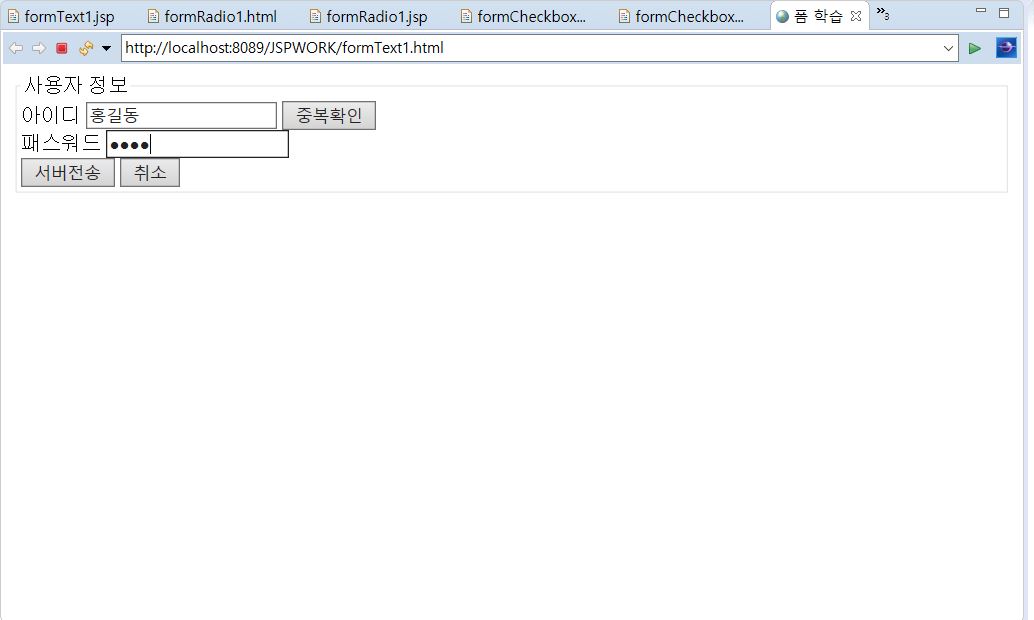 formText1.jsp formRadio1.html formRadio1.jsp formCheckbox... formCheckbox... 폼 학습 »3
http://localhost:8089/JSPWORK/formText1.html
사용자 정보
아이디 홍길동 중복확인
패스워드 ●●●●
서버전송 취소